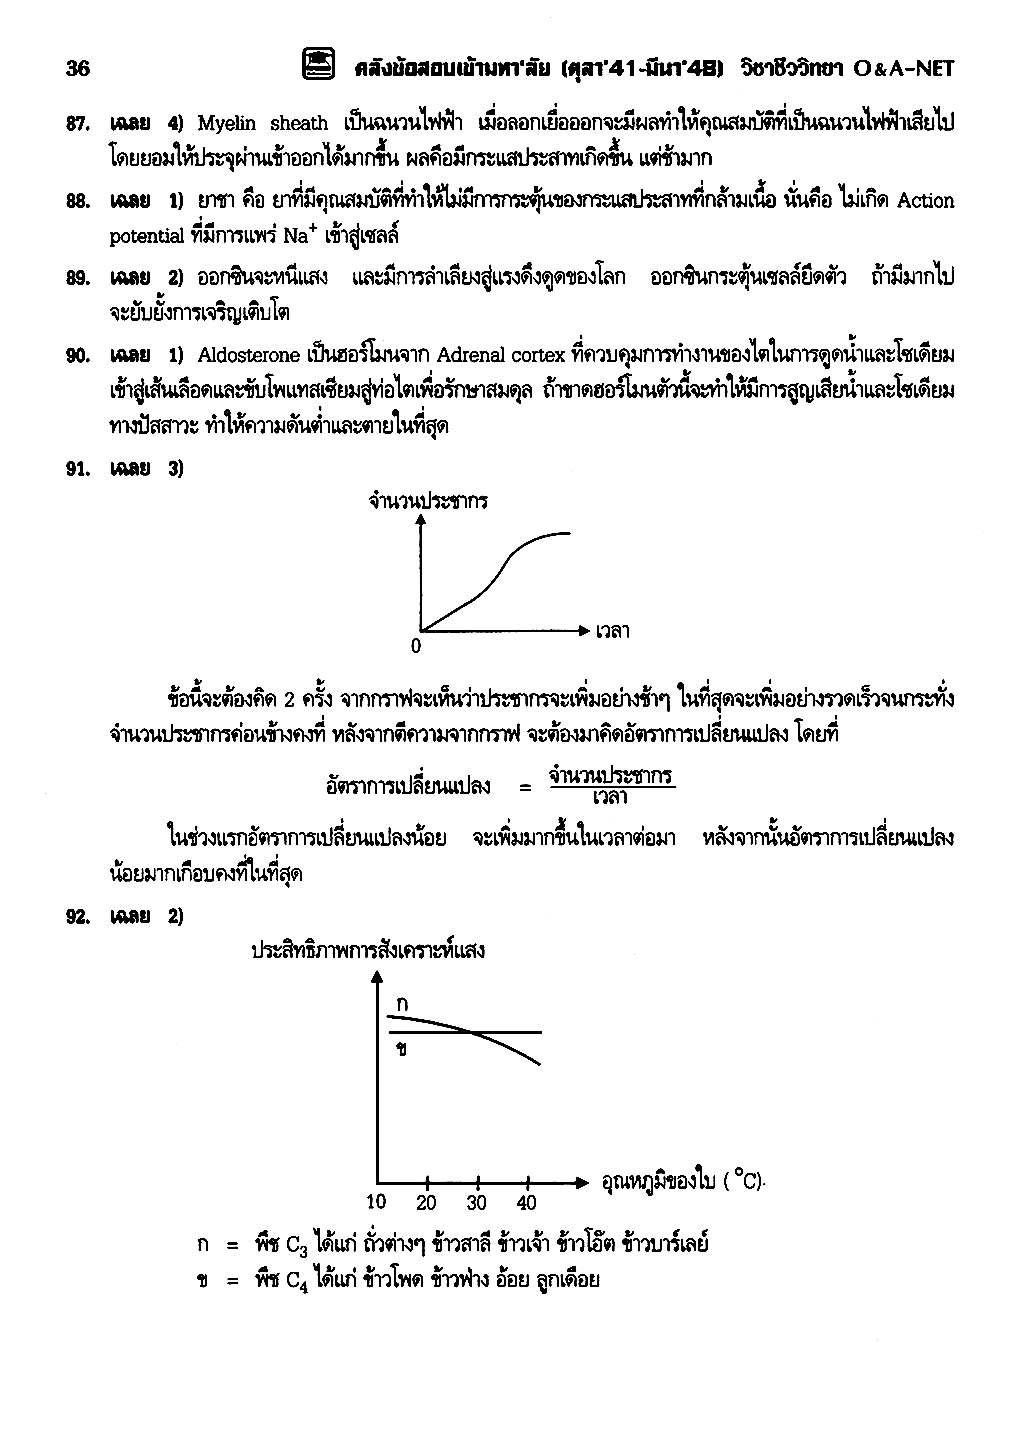 36 คลังข้อสอบเข้ามหา'ลัย (ตุลา'41-มีนา'48) วิชาชีววิทยา O & A-NET
87. เฉลย 4) Myelin sheath เป็นฉนวนไฟฟ้า เมื่อลอกเยื่อออกจะมีผลทำให้คุณสมบัติที่เป็นฉนวนไฟฟ้าเสียไป
โดยยอมให้ประจุผ่านเข้าออกได้มากขึ้น ผลคือมีกระแสประสาทเกิดขึ้น แต่ช้ามาก
88. เฉลย 1) ยาชา คือ ยาที่มีคุณสมบัติที่ทำให้ไม่มีการกระตุ้นของกระแสประสาทที่กล้ามเนื้อ นั่นคือ ไม่เกิด Action
potential ที่มีการแพร่ Na⁺ เข้าสู่เซลล์
89. เฉลย 2) ออกซินจะหนีแสง และมีการลำเลียงสู่แรงดึงดูดของโลก ออกซินกระตุ้นเซลล์ยืดตัว ถ้ามีมากไป
จะยับยั้งการเจริญเติบโต
90. เฉลย 1) Aldosterone เป็นฮอร์โมนจาก Adrenal cortex ที่ควบคุมการทำงานของไตในการดูดน้ำและโซเดียม
เข้าสู่เส้นเลือดและขับโพแทสเซียมสู่ท่อไตเพื่อรักษาสมดุล ถ้าขาดฮอร์โมนตัวนี้จะทำให้มีการสูญเสียน้ำและโซเดียม
ทางปัสสาวะ ทำให้ความดันต่ำและตายในที่สุด
91. เฉลย 3)
จำนวนประชากร
เวลา
0
ข้อนี้จะต้องคิด 2 ครั้ง จากกราฟจะเห็นว่าประชากรจะเพิ่มอย่างช้าๆ ในที่สุดจะเพิ่มอย่างรวดเร็วจนกระทั่ง
จำนวนประชากรค่อนข้างคงที่ หลังจากตีความจากกราฟ จะต้องมาคิดอัตราการเปลี่ยนแปลง โดยที่
อัตราการเปลี่ยนแปลง = จำนวนประชากร
เวลา
ในช่วงแรกอัตราการเปลี่ยนแปลงน้อย จะเพิ่มมากขึ้นในเวลาต่อมา หลังจากนั้นอัตราการเปลี่ยนแปลง
น้อยมากเกือบคงที่ในที่สุด
92. เฉลย 2)
ประสิทธิภาพการสังเคราะห์แสง
ก
ข
อุณหภูมิของใบ (°C)
10 20 30 40
ก = พืช C₃ ได้แก่ ถั่วต่างๆ ข้าวสาลี ข้าวเจ้า ข้าวโอ๊ต ข้าวบาร์เลย์
ข = พืช C₄ ได้แก่ ข้าวโพด ข้าวฟ่าง อ้อย ลูกเดือย